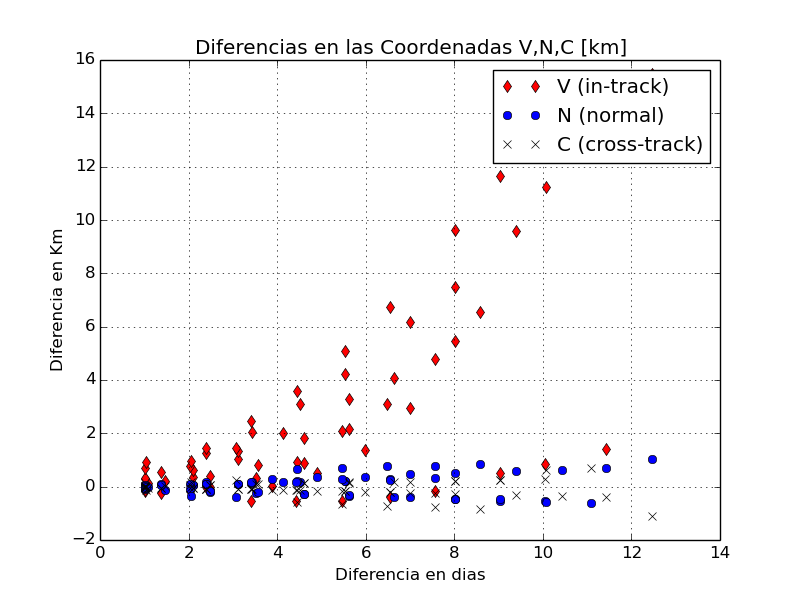 Diferencias en las Coordenadas V,N,C [km]
16
14
12
10
8
6
4
2
0
−2
Diferencia en Km
V (in-track)
N (normal)
C (cross-track)
0 2 4 6 8 10 12 14
Diferencia en dias